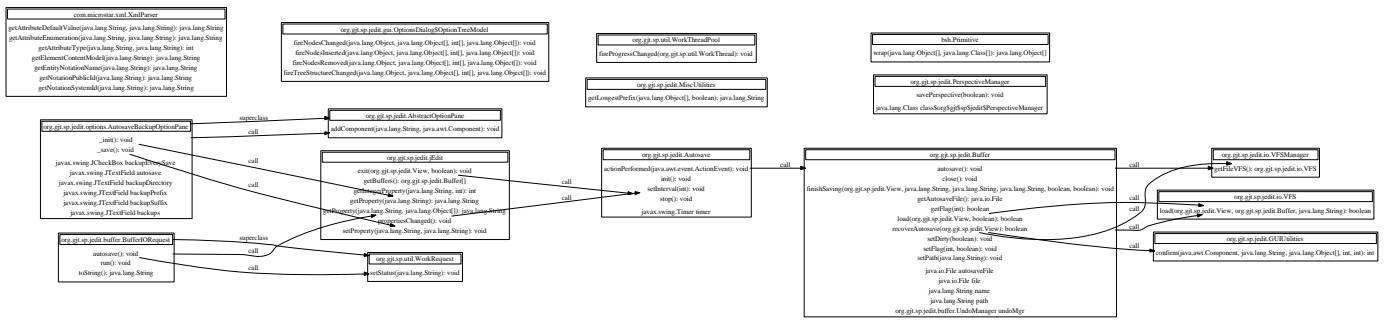 com.microstar.xml.XmlParser
getAttributeDefaultValue(java.lang.String, java.lang.String): java.lang.String
getAttributeEnumeration(java.lang.String, java.lang.String): java.lang.String
getAttributeType(java.lang.String, java.lang.String): int
getElementContentModel(java.lang.String): java.lang.String
getEntityNotationName(java.lang.String): java.lang.String
getNotationPublicId(java.lang.String): java.lang.String
getNotationSystemId(java.lang.String): java.lang.String
org.gjt.sp.jedit.gui.OptionsDialog$OptionTreeModel
fireNodesChanged(java.lang.Object, java.lang.Object[], int[], java.lang.Object[]): void
fireNodesInserted(java.lang.Object, java.lang.Object[], int[], java.lang.Object[]): void
fireNodesRemoved(java.lang.Object, java.lang.Object[], int[], java.lang.Object[]): void
fireTreeStructureChanged(java.lang.Object, java.lang.Object[], int[], java.lang.Object[]): void
org.gjt.sp.util.WorkThreadPool
fireProgressChanged(org.gjt.sp.util.WorkThread): void
bsh.Primitive
wrap(java.lang.Object[], java.lang.Class[]): java.lang.Object[]
org.gjt.sp.jedit.MiscUtilities
getLongestPrefix(java.lang.Object[], boolean): java.lang.String
org.gjt.sp.jedit.PerspectiveManager
savePerspective(boolean): void
java.lang.Class class$org$gjt$sp$jedit$PerspectiveManager
org.gjt.sp.jedit.options.AutosaveBackupOptionPane
_init(): void
_save(): void
javax.swing.JCheckBox backupEverySave
javax.swing.JTextField autosave
javax.swing.JTextField backupDirectory
javax.swing.JTextField backupPrefix
javax.swing.JTextField backupSuffix
javax.swing.JTextField backups
superclass
call
call
call
org.gjt.sp.jedit.AbstractOptionPane
addComponent(java.lang.String, java.awt.Component): void
org.gjt.sp.jedit.jEdit
exit(org.gjt.sp.jedit.View, boolean): void
getBuffers(): org.gjt.sp.jedit.Buffer[]
getIntegerProperty(java.lang.String, int): int
getProperty(java.lang.String): java.lang.String
getProperty(java.lang.String, java.lang.Object[]): java.lang.String
propertiesChanged(): void
setProperty(java.lang.String, java.lang.String): void
call
call
org.gjt.sp.jedit.Autosave
actionPerformed(java.awt.event.ActionEvent): void
init(): void
setInterval(int): void
stop(): void
javax.swing.Timer timer
call
org.gjt.sp.jedit.Buffer
autosave(): void
close(): void
finishSaving(org.gjt.sp.jedit.View, java.lang.String, java.lang.String, boolean, boolean): void
getAutosaveFile(): java.io.File
getFlag(int): boolean
load(org.gjt.sp.jedit.View, boolean): boolean
recoverAutosave(org.gjt.sp.jedit.View): boolean
setDirty(boolean): void
setFlag(int, boolean): void
setPath(java.lang.String): void
java.io.File autosaveFile
java.io.File file
java.lang.String name
java.lang.String path
org.gjt.sp.jedit.buffer.UndoManager undoMgr
call
call
call
call
call
org.gjt.sp.jedit.io.VFSManager
getFileVFS(): org.gjt.sp.jedit.io.VFS
org.gjt.sp.jedit.io.VFS
load(org.gjt.sp.jedit.View, org.gjt.sp.jedit.Buffer, java.lang.String): boolean
org.gjt.sp.jedit.GUIUtilities
confirm(java.awt.Component, java.lang.String, java.lang.Object[], int, int): int
org.gjt.sp.jedit.buffer.BufferIORequest
autosave(): void
run(): void
toString(): java.lang.String
superclass
call
call
org.gjt.sp.util.WorkRequest
setStatus(java.lang.String): void